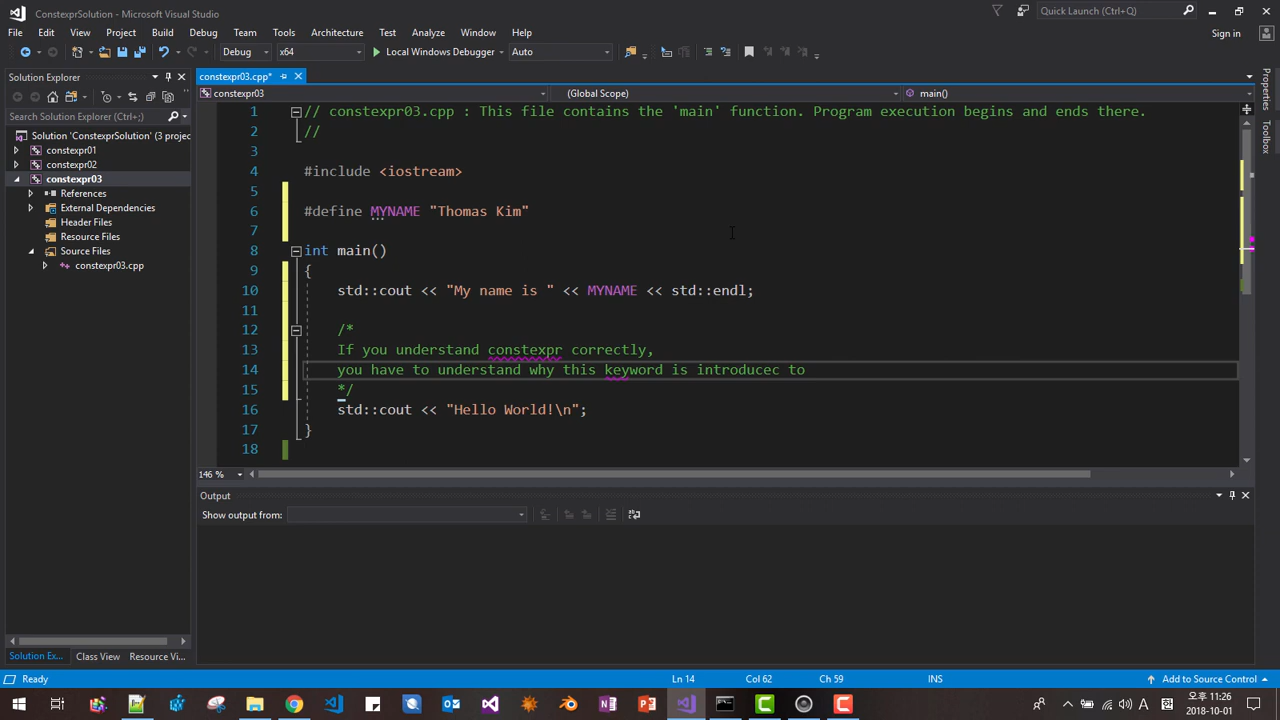 ConstexprSolution - Microsoft Visual Studio
Quick Launch (Ctrl+Q)
File Edit View Project Build Debug Team Tools Architecture Test Analyze Window Help
Sign in
Debug x64 Local Windows Debugger Auto
Solution Explorer
constexpr03.cpp*
constexpr03 (Global Scope) main()
Search Solution Explorer (Ctrl+;)
Solution 'ConstexprSolution' (3 projec
constexpr01
constexpr02
constexpr03
References
External Dependencies
Header Files
Resource Files
Source Files
constexpr03.cpp
1 // constexpr03.cpp : This file contains the 'main' function. Program execution begins and ends there.
2 //
3
4 #include <iostream>
5
6 #define MYNAME "Thomas Kim"
7
8 int main()
9 {
10 std::cout << "My name is " << MYNAME << std::endl;
11
12 /*
13 If you understand constexpr correctly,
14 you have to understand why this keyword is introducec to
15 */
16 std::cout << "Hello World!\n";
17 }
18
146 %
Output
Show output from:
Properties
Toolbox
Solution Ex... Class View Resource Vi...
Ready Ln 14 Col 62 Ch 59 INS Add to Source Control
A
오후 11:26
2018-10-01